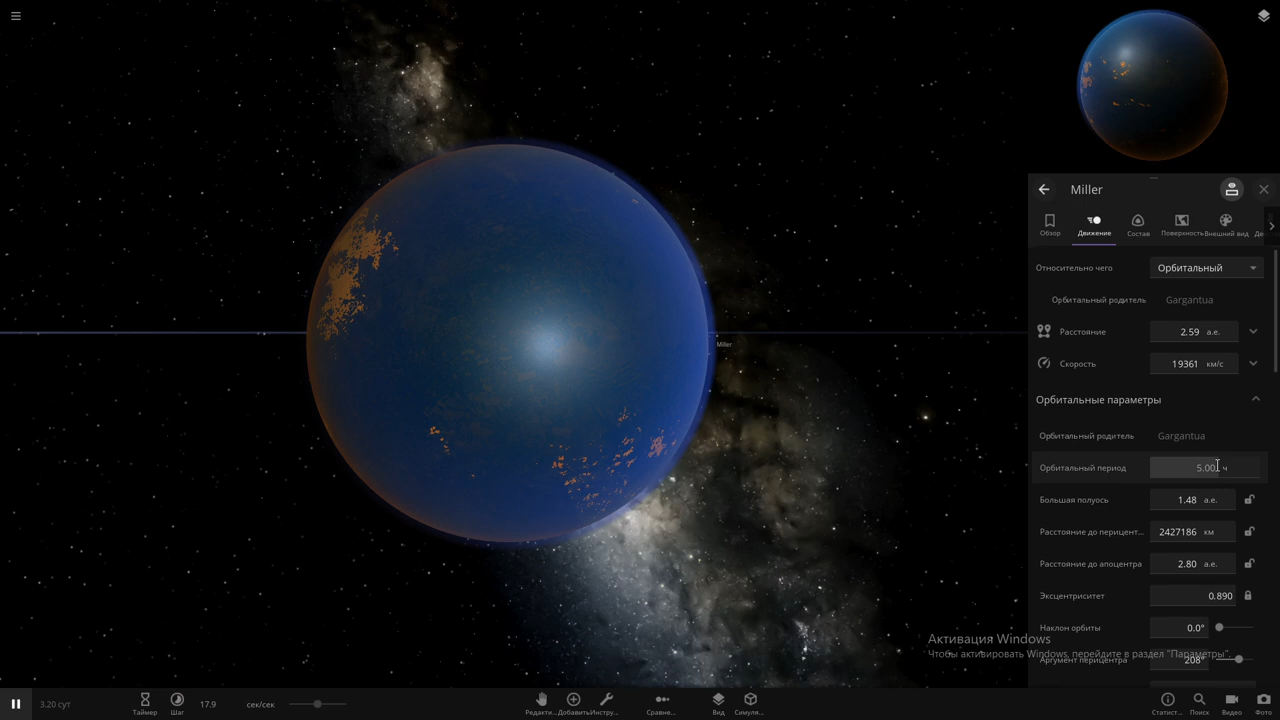 Miller
Обзор
Движение
Состав
Поверхность
Внешний вид
Относительно чего
Орбитальный
Орбитальный родитель
Gargantua
Расстояние
2.59 а.е.
Miller
Скорость
19361 км/с
Орбитальные параметры
Орбитальный родитель
Gargantua
Орбитальный период
5.00 ч
Большая полуось
1.48 а.е.
Расстояние до перицент...
2427186 км
Расстояние до апоцентра
2.80 а.е.
Эксцентриситет
0.890
Наклон орбиты
0.0°
Активация Windows
Чтобы активировать Windows, перейдите в раздел "Параметры".
Аргумент перицентра
208°
3.20 сут
Таймер
Шаг
17.9
сек/сек
Редакти...
Добавить
Инстру...
Сравне...
Вид
Симуля...
Статист...
Поиск
Видео
Фото